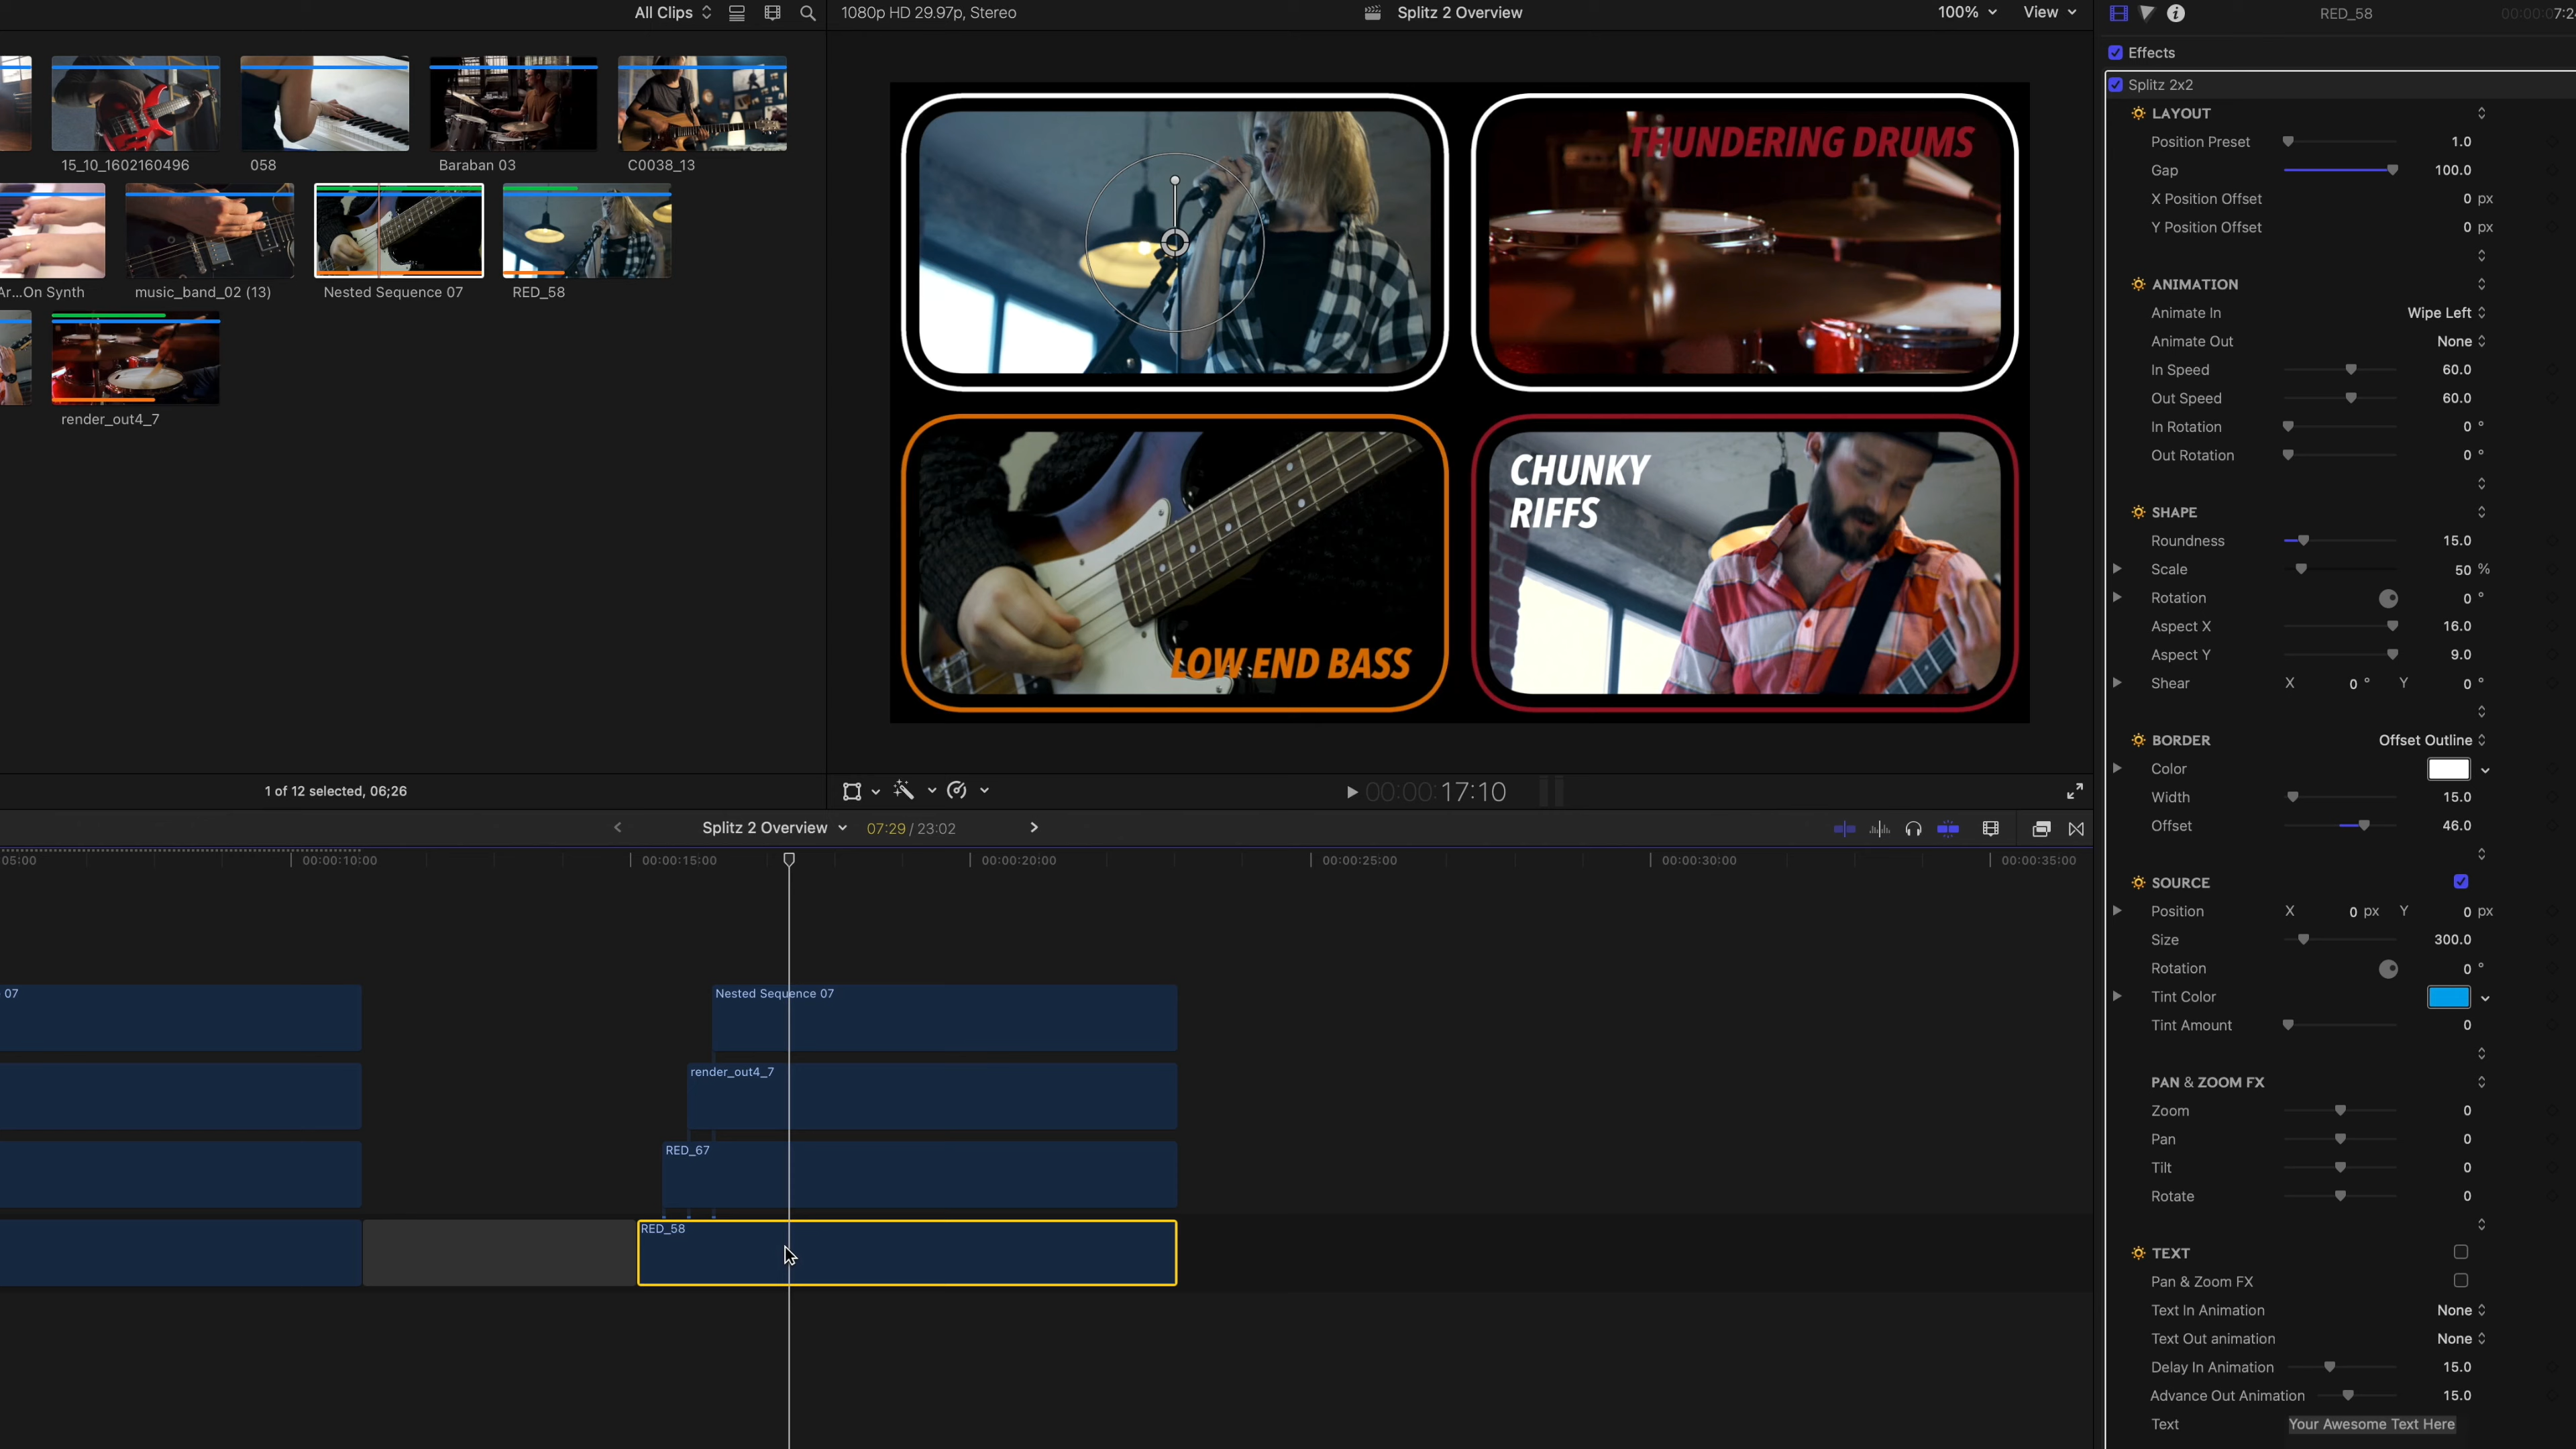 All Clips
1080p HD 29.97p, Stereo
Splitz 2 Overview
100%
View
RED_58
00:00:07:2
15_10_1602160496
058
Baraban 03
C0038_13
Ar...On Synth
music_band_02 (13)
Nested Sequence 07
RED_58
render_out4_7
THUNDERING DRUMS
LOW END BASS
CHUNKY
RIFFS
1 of 12 selected, 06;26
00:00:17:10
Splitz 2 Overview
07:29 / 23:02
05:00
00:00:10:00
00:00:15:00
00:00:20:00
00:00:25:00
00:00:30:00
00:00:35:00
07
Nested Sequence 07
render_out4_7
RED_67
RED_58
Effects
Splitz 2x2
LAYOUT
Position Preset 1.0
Gap 100.0
X Position Offset 0 px
Y Position Offset 0 px
ANIMATION
Animate In Wipe Left
Animate Out None
In Speed 60.0
Out Speed 60.0
In Rotation 0 °
Out Rotation 0 °
SHAPE
Roundness 15.0
Scale 50 %
Rotation 0 °
Aspect X 16.0
Aspect Y 9.0
Shear X 0 ° Y 0 °
BORDER Offset Outline
Color
Width 15.0
Offset 46.0
SOURCE
Position X 0 px Y 0 px
Size 300.0
Rotation 0 °
Tint Color
Tint Amount 0
PAN & ZOOM FX
Zoom 0
Pan 0
Tilt 0
Rotate 0
TEXT
Pan & Zoom FX
Text In Animation None
Text Out animation None
Delay In Animation 15.0
Advance Out Animation 15.0
Text Your Awesome Text Here